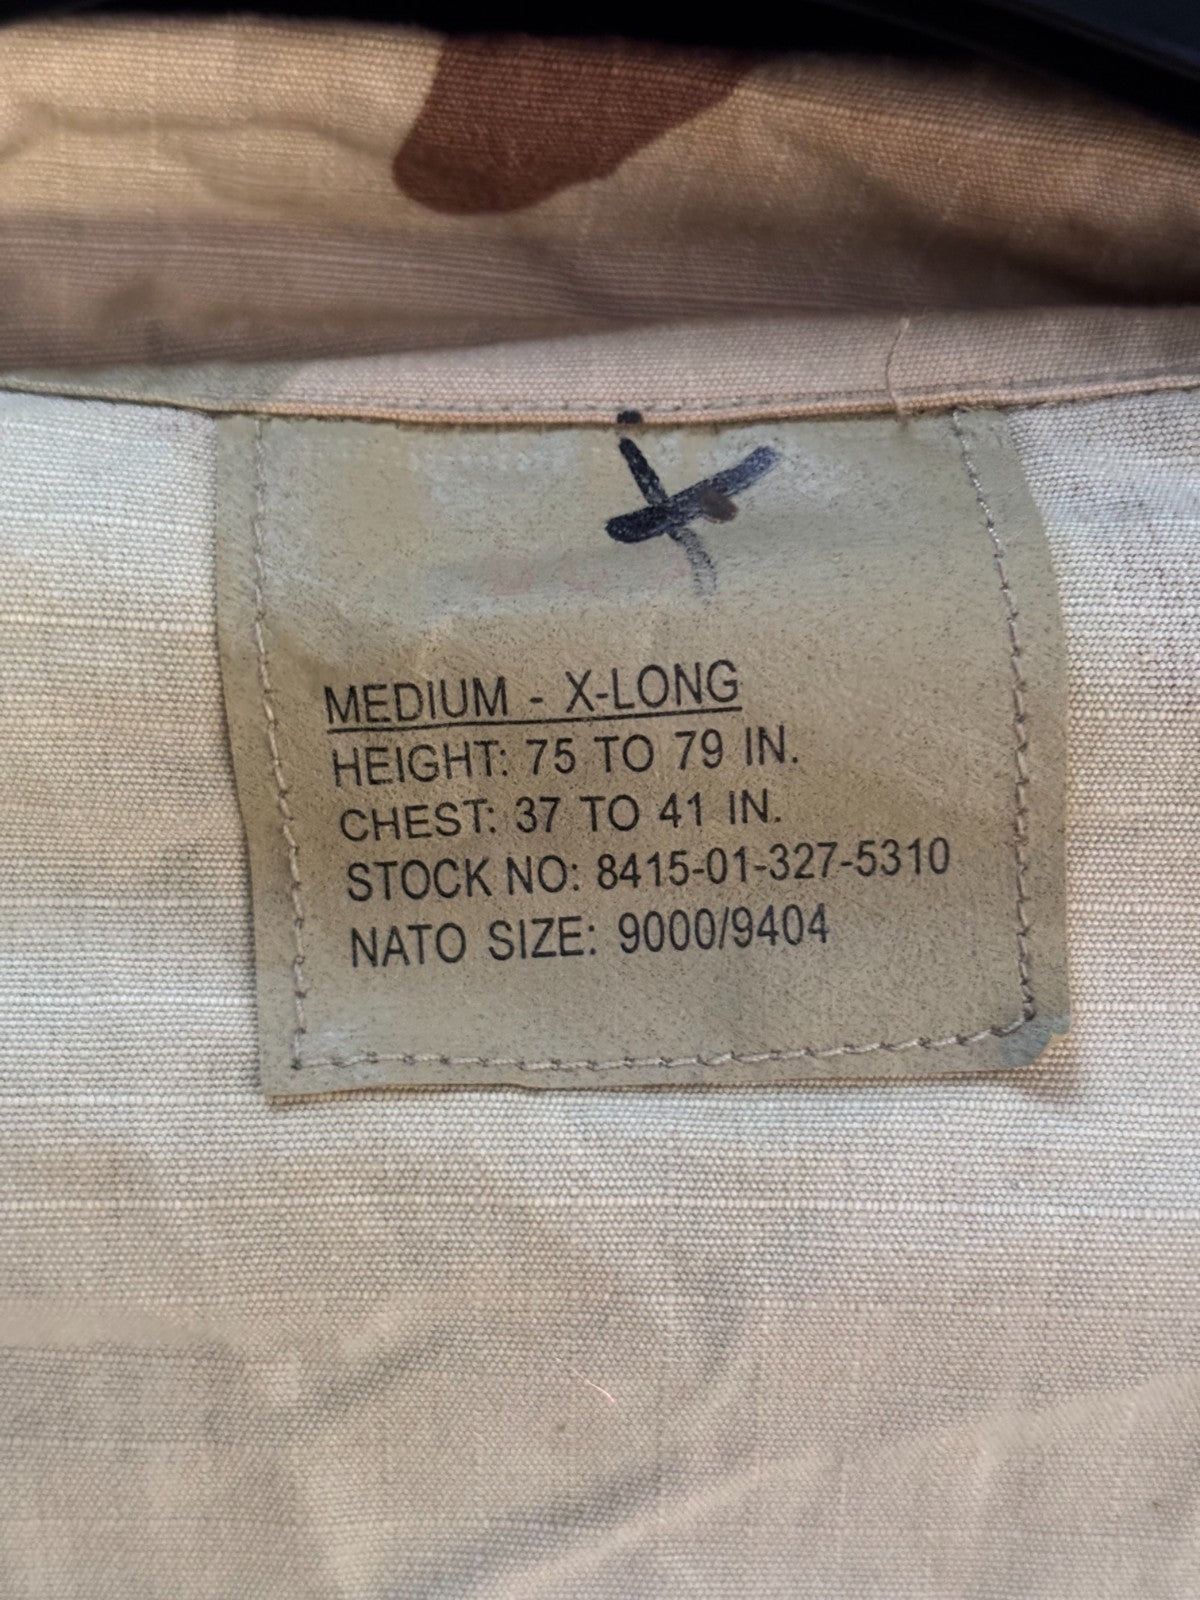 MEDIUM - X-LONG
HEIGHT: 75 TO 79 IN.
CHEST: 37 TO 41 IN.
STOCK NO: 8415-01-327-5310
NATO SIZE: 9000/9404